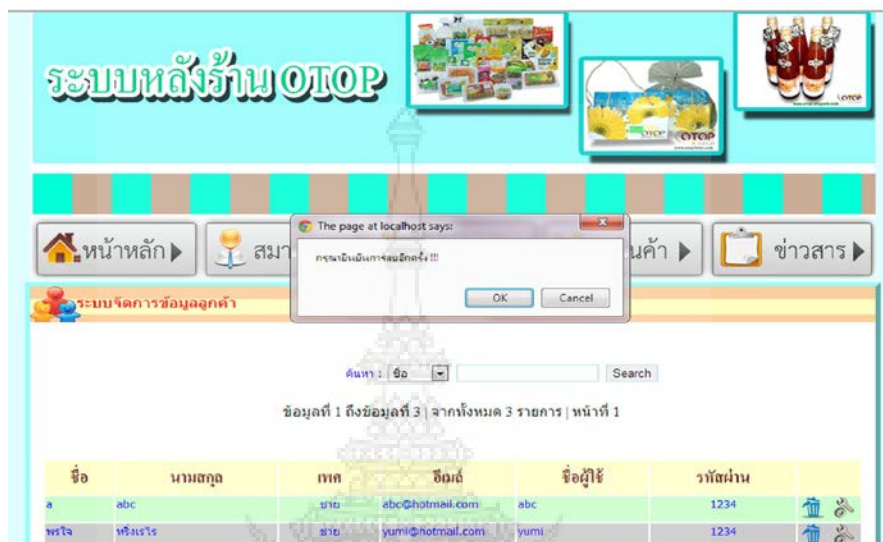 ระบบหลังร้าน OTOP
OTOP
OTOP
OTOP
The page at localhost says:
กรุณายืนยันการลบอีกครั้ง !!!
OK Cancel
หน้าหลัก สมา นค้า ข่าวสาร
ระบบจัดการข้อมูลลูกค้า
ค้นหา : ชื่อ Search
ข้อมูลที่ 1 ถึงข้อมูลที่ 3 | จากทั้งหมด 3 รายการ | หน้าที่ 1
ชื่อ นามสกุล เพศ อีเมล์ ชื่อผู้ใช้ รหัสผ่าน
a abc ชาย abc@hotmail.com abc 1234
พรใจ ชาย yumi@hotmail.com yumi 1234